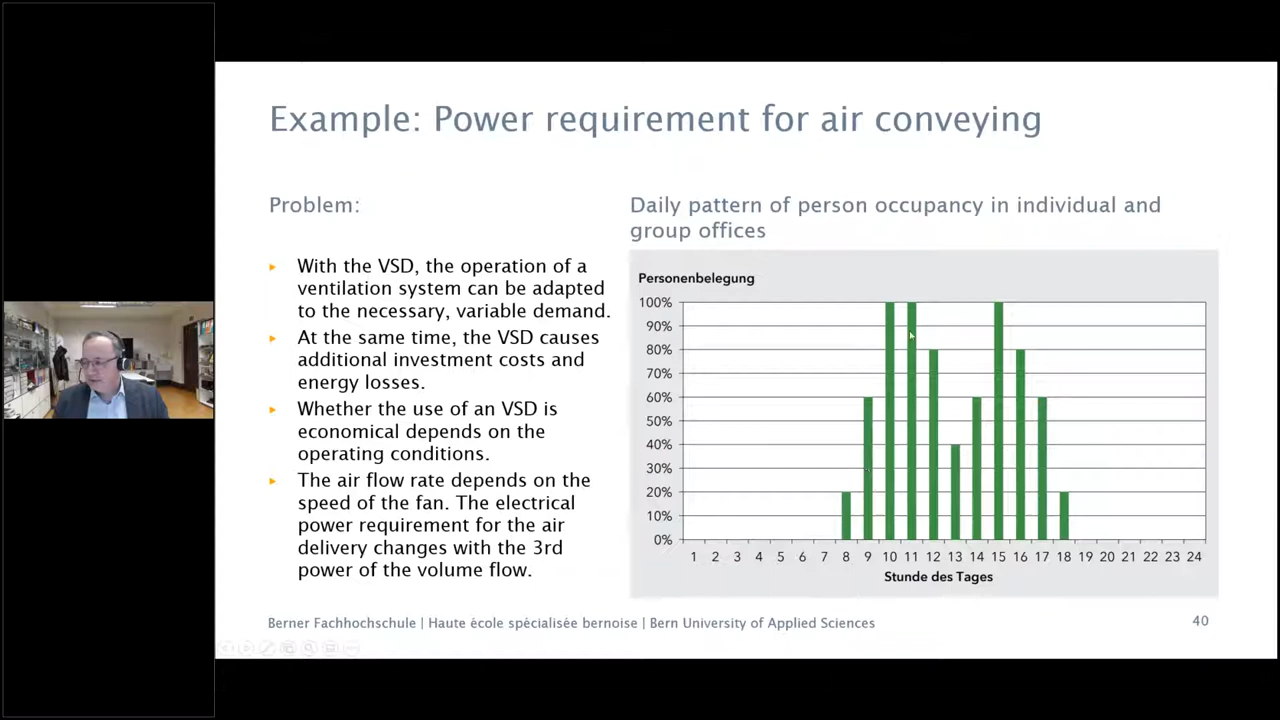 Example: Power requirement for air conveying
Problem:
With the VSD, the operation of a
ventilation system can be adapted
to the necessary, variable demand.
At the same time, the VSD causes
additional investment costs and
energy losses.
Whether the use of an VSD is
economical depends on the
operating conditions.
The air flow rate depends on the
speed of the fan. The electrical
power requirement for the air
delivery changes with the 3rd
power of the volume flow.
Daily pattern of person occupancy in individual and
group offices
Personenbelegung
100%
90%
80%
70%
60%
50%
40%
30%
20%
10%
0%
1 2 3 4 5 6 7 8 9 10 11 12 13 14 15 16 17 18 19 20 21 22 23 24
Stunde des Tages
Berner Fachhochschule | Haute école spécialisée bernoise | Bern University of Applied Sciences
40